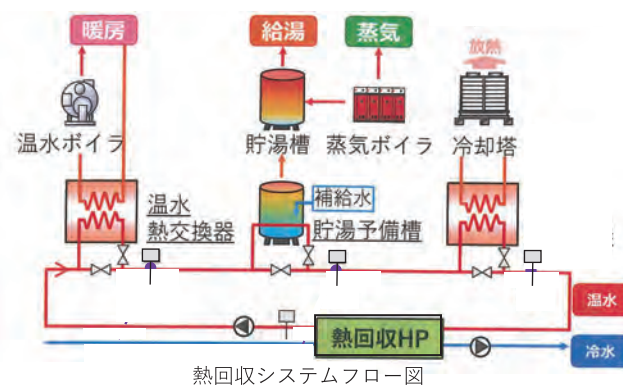 暖房
給湯
蒸気
放熱
温水ボイラ
貯湯槽
蒸気ボイラ
冷却塔
温水
熱交換器
補給水
貯湯予備槽
温水
熱回収HP
冷水
熱回収システムフロー図